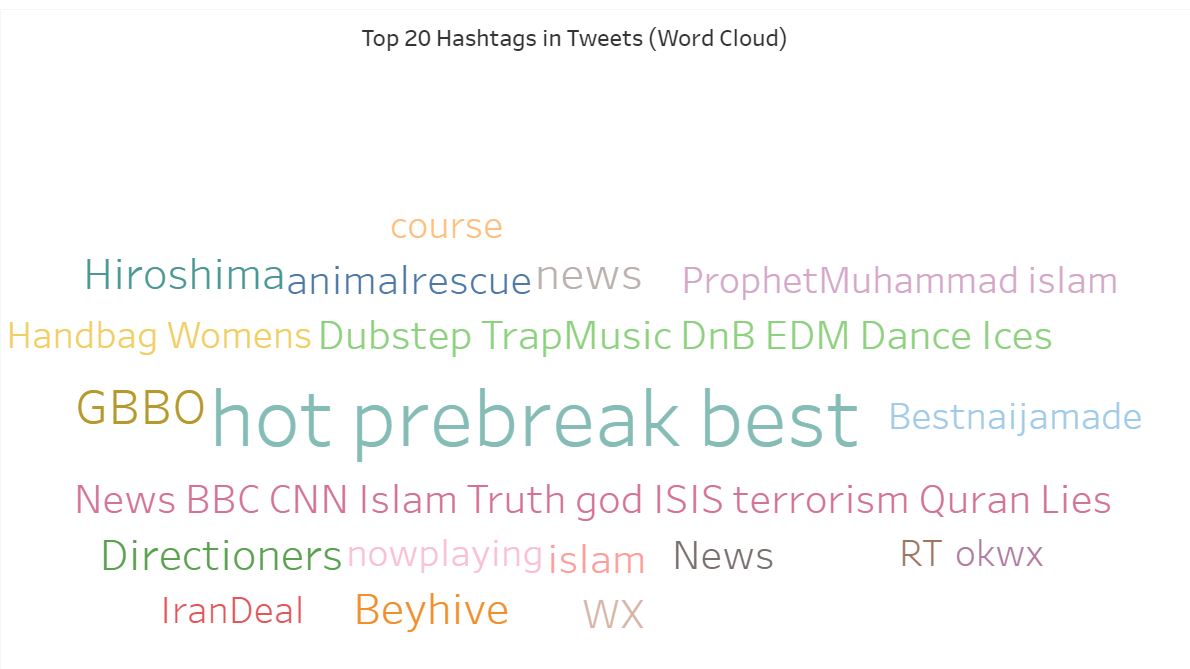 Top 20 Hashtags in Tweets (Word Cloud)
course
Hiroshima animalrescue news ProphetMuhammad islam
Handbag Womens Dubstep TrapMusic DnB EDM Dance Ices
GBBO hot prebreak best Bestnaijamade
News BBC CNN Islam Truth god ISIS terrorism Quran Lies
Directioners nowplaying islam News RT okwx
IranDeal Beyhive WX